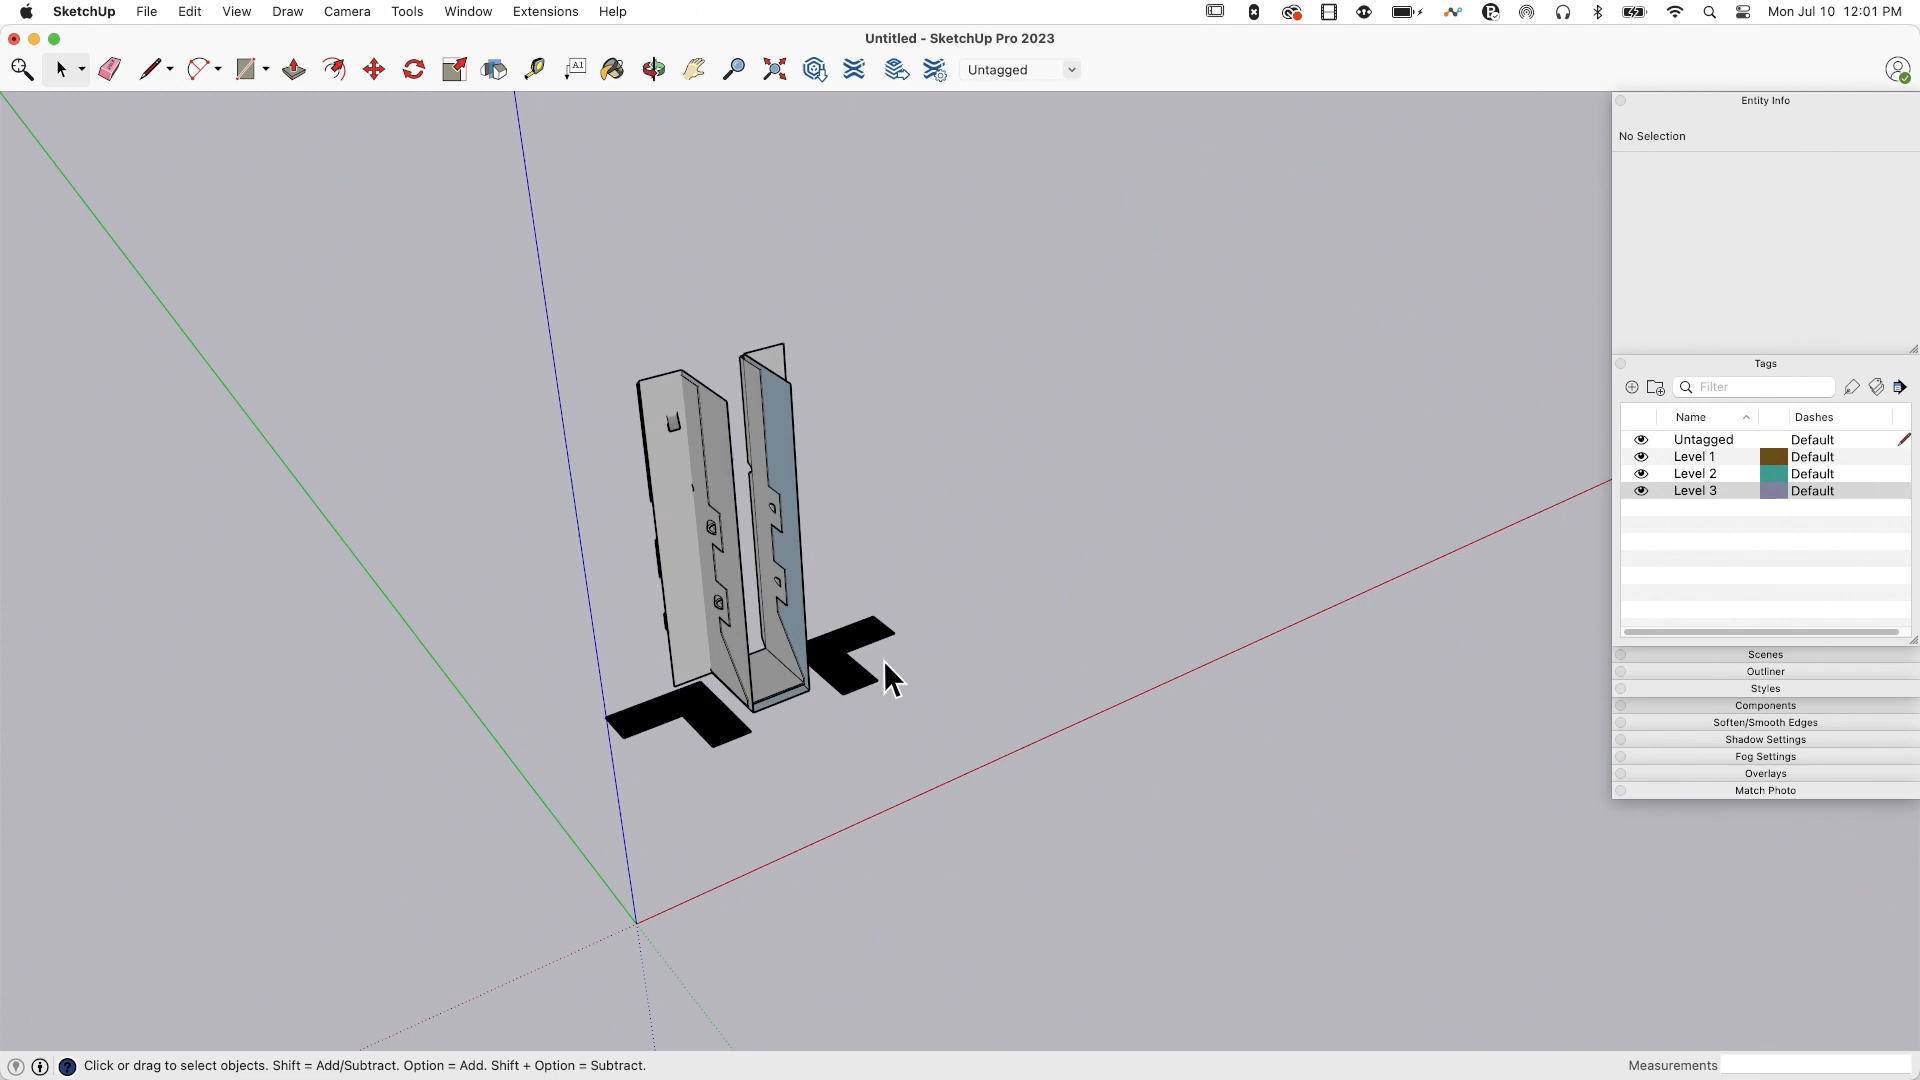 SketchUp File Edit View Draw Camera Tools Window Extensions Help Mon Jul 10 12:01 PM
Untitled - SketchUp Pro 2023
A1 Untagged
Entity Info
No Selection
Tags
Filter
Name Dashes
Untagged Default
Level 1 Default
Level 2 Default
Level 3 Default
Scenes
Outliner
Styles
Components
Soften/Smooth Edges
Shadow Settings
Fog Settings
Overlays
Match Photo
Click or drag to select objects. Shift = Add/Subtract. Option = Add. Shift + Option = Subtract. Measurements